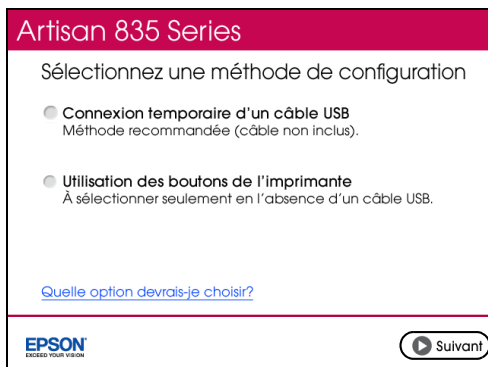 Artisan 835 Series
Sélectionnez une méthode de configuration
Connexion temporaire d'un câble USB
Méthode recommandée (câble non inclus).
Utilisation des boutons de l'imprimante
À sélectionner seulement en l'absence d'un câble USB.
Quelle option devrais-je choisir?
EPSON
EXCEED YOUR VISION
Suivant